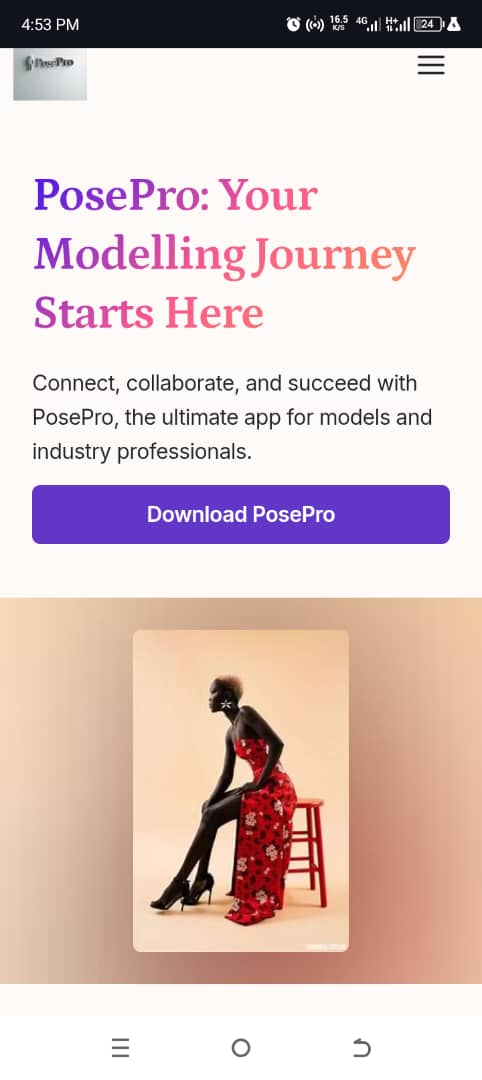 4:53 PM
16.5 K/S 4G H+ 24
PosePro
PosePro: Your
Modelling Journey
Starts Here
Connect, collaborate, and succeed with
PosePro, the ultimate app for models and
industry professionals.
Download PosePro